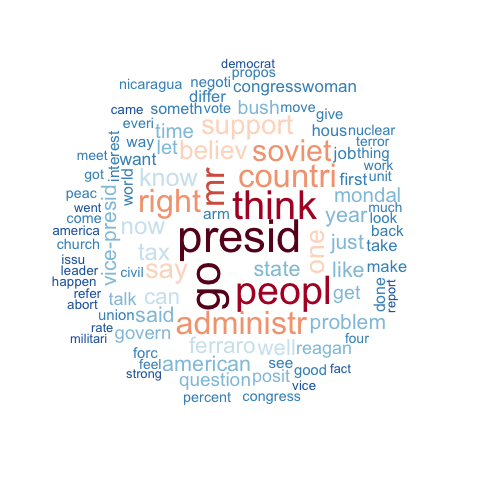 democrat
propos
nicaragua negoti congresswoman
differ
came someth vote bush move give
everi time support hous nuclear
interest way let believ soviet terror
meet want job thing
got world know mr countri first work
peac unit
went vice-presid right arm think mondal
come year much
america now presid one look
church tax just back
issu say state like take
leader civil go peopl make
happen can get done
refer talk report
abort union said administr problem
rate govern four
militari forc ferraro well reagan
feel american see good fact
strong question posit vice
percent congress